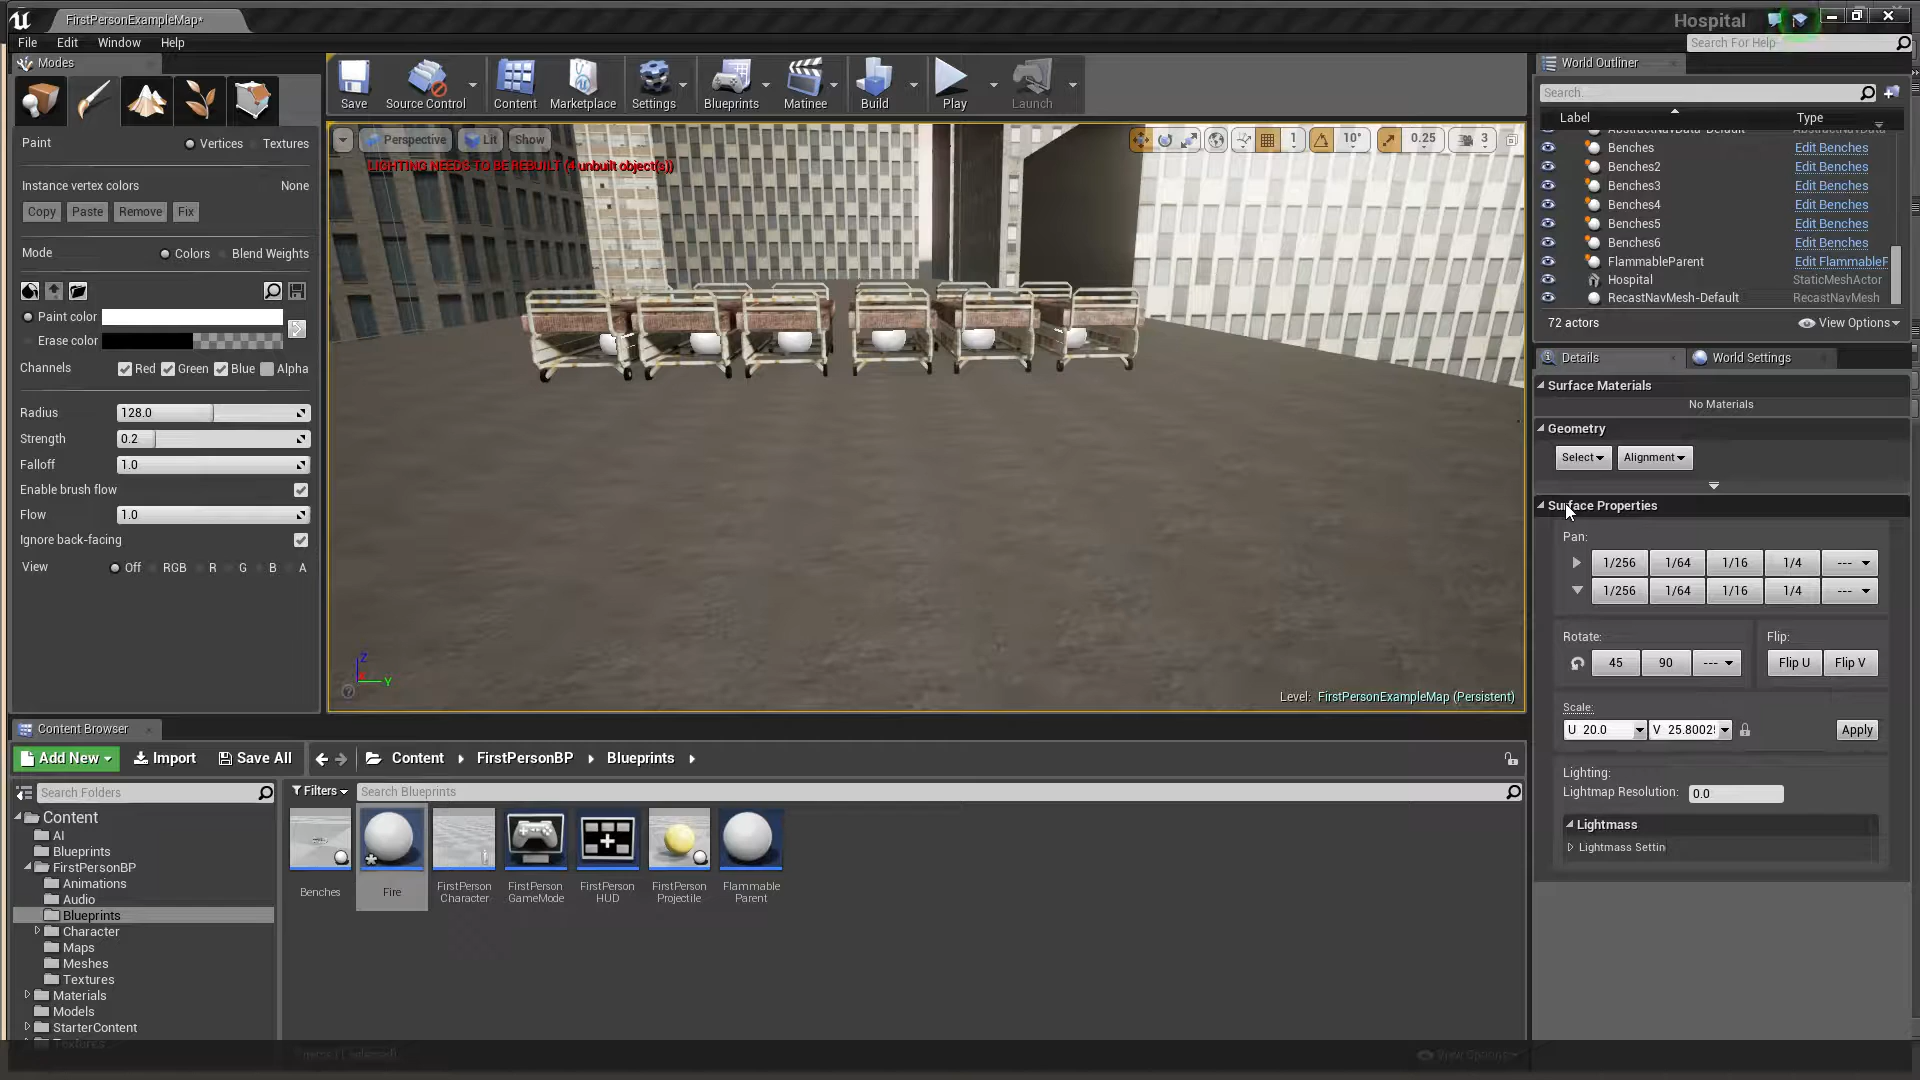 FirstPersonExampleMap*
Hospital
File Edit Window Help
Search For Help
Modes
Paint
Vertices Textures
Instance vertex colors None
Copy Paste Remove Fix
Mode Colors Blend Weights
Paint color
Erase color
Channels Red Green Blue Alpha
Radius 128.0
Strength 0.2
Falloff 1.0
Enable brush flow
Flow 1.0
Ignore back-facing
View Off RGB R G B A
Save Source Control Content Marketplace Settings Blueprints Matinee Build Play Launch
Perspective Lit Show
1 10° 0.25 3
LIGHTING NEEDS TO BE REBUILT (4 unbuilt object(s))
Z
Y
Level: FirstPersonExampleMap (Persistent)
World Outliner
Search...
Label Type
AbstractNavData-Default AbstractNavData
Benches Edit Benches
Benches2 Edit Benches
Benches3 Edit Benches
Benches4 Edit Benches
Benches5 Edit Benches
Benches6 Edit Benches
FlammableParent Edit FlammableP
Hospital StaticMeshActor
RecastNavMesh-Default RecastNavMesh
72 actors View Options
Details World Settings
Surface Materials
No Materials
Geometry
Select Alignment
Surface Properties
Pan:
1/256 1/64 1/16 1/4 ---
1/256 1/64 1/16 1/4 ---
Rotate: Flip:
45 90 --- Flip U Flip V
Scale:
U 20.0 V 25.8002 Apply
Lighting:
Lightmap Resolution: 0.0
Lightmass
Lightmass Settin
Content Browser
Add New Import Save All Content FirstPersonBP Blueprints
Search Folders
Filters Search Blueprints
Content
AI
Blueprints
FirstPersonBP
Animations
Audio
Blueprints
Character
Maps
Meshes
Textures
Materials
Models
StarterContent
Textures
Benches
Fire
FirstPerson
Character
FirstPerson
GameMode
FirstPerson
HUD
FirstPerson
Projectile
Flammable
Parent
View Options